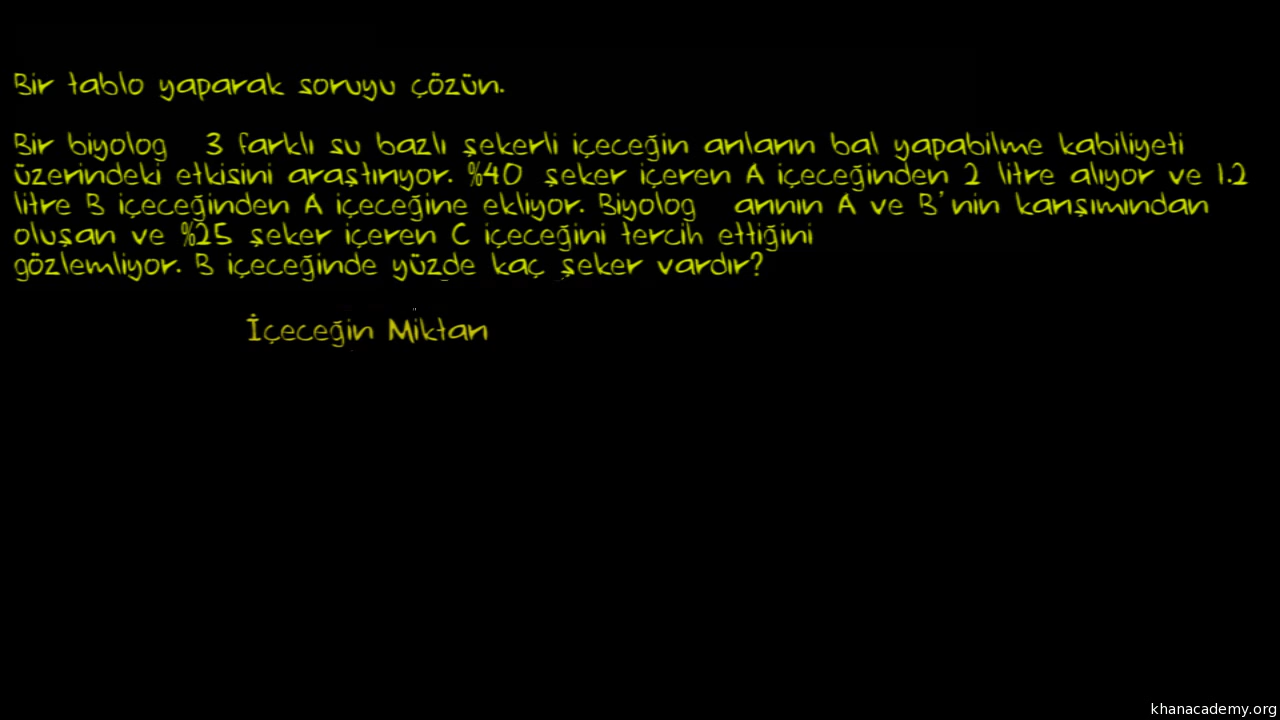 Bir tablo yaparak soruyu çözün.
Bir biyolog 3 farklı su bazlı şekerli içeceğin arıların bal yapabilme kabiliyeti
üzerindeki etkisini araştırıyor. %40 şeker içeren A içeceğinden 2 litre alıyor ve 1.2
litre B içeceğinden A içeceğine ekliyor. Biyolog arının A ve B'nin karışımından
oluşan ve %25 şeker içeren C içeceğini tercih ettiğini
gözlemliyor. B içeceğinde yüzde kaç şeker vardır?
İçeceğin Miktarı
khanacademy.org